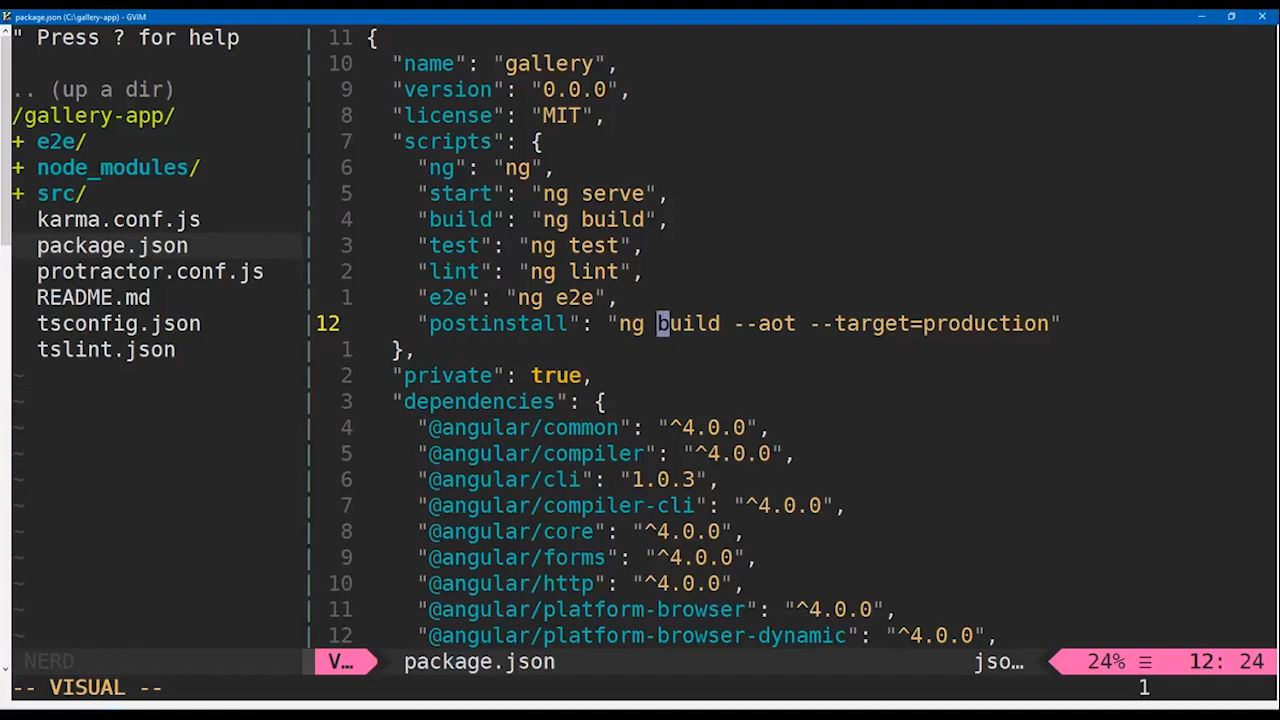 package.json (C:\gallery-app) - GVIM
" Press ? for help
.. (up a dir)
/gallery-app/
+ e2e/
+ node_modules/
+ src/
karma.conf.js
package.json
protractor.conf.js
README.md
tsconfig.json
tslint.json
~
~
~
~
~
~
~
~
~
~
~
NERD
11 {
10 "name": "gallery",
9 "version": "0.0.0",
8 "license": "MIT",
7 "scripts": {
6 "ng": "ng",
5 "start": "ng serve",
4 "build": "ng build",
3 "test": "ng test",
2 "lint": "ng lint",
1 "e2e": "ng e2e",
12 "postinstall": "ng build --aot --target=production"
1 },
2 "private": true,
3 "dependencies": {
4 "@angular/common": "^4.0.0",
5 "@angular/compiler": "^4.0.0",
6 "@angular/cli": "1.0.3",
7 "@angular/compiler-cli": "^4.0.0",
8 "@angular/core": "^4.0.0",
9 "@angular/forms": "^4.0.0",
10 "@angular/http": "^4.0.0",
11 "@angular/platform-browser": "^4.0.0",
12 "@angular/platform-browser-dynamic": "^4.0.0",
V… package.json jso… 24% ☰ 12: 24
-- VISUAL -- 1